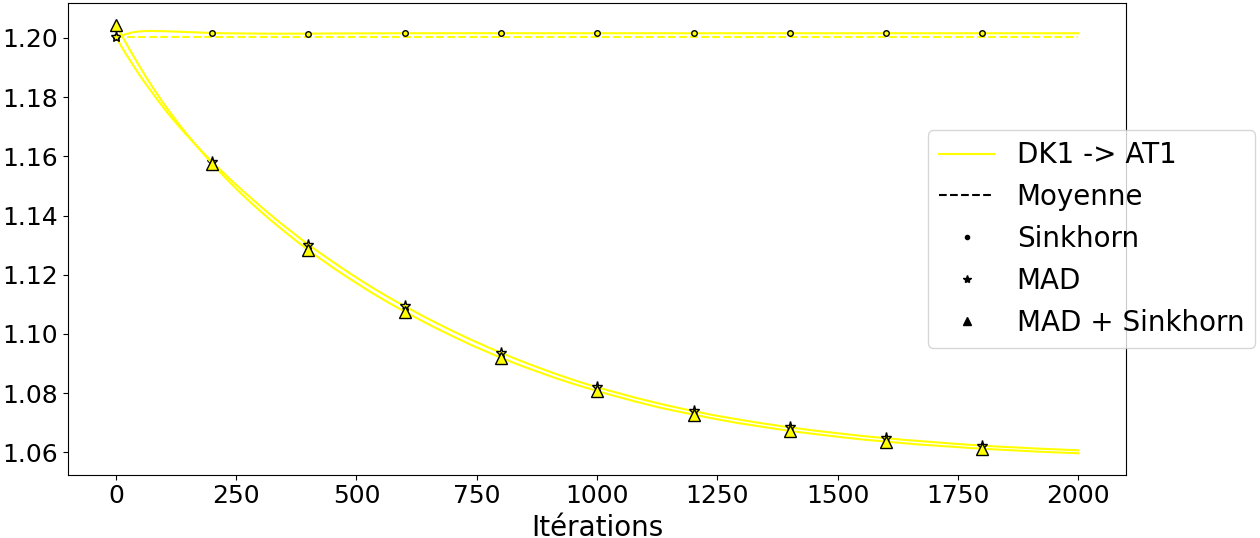 1.20
1.18
1.16
1.14
1.12
1.10
1.08
1.06
0 250 500 750 1000 1250 1500 1750 2000
Itérations
DK1 -> AT1
Moyenne
Sinkhorn
MAD
MAD + Sinkhorn